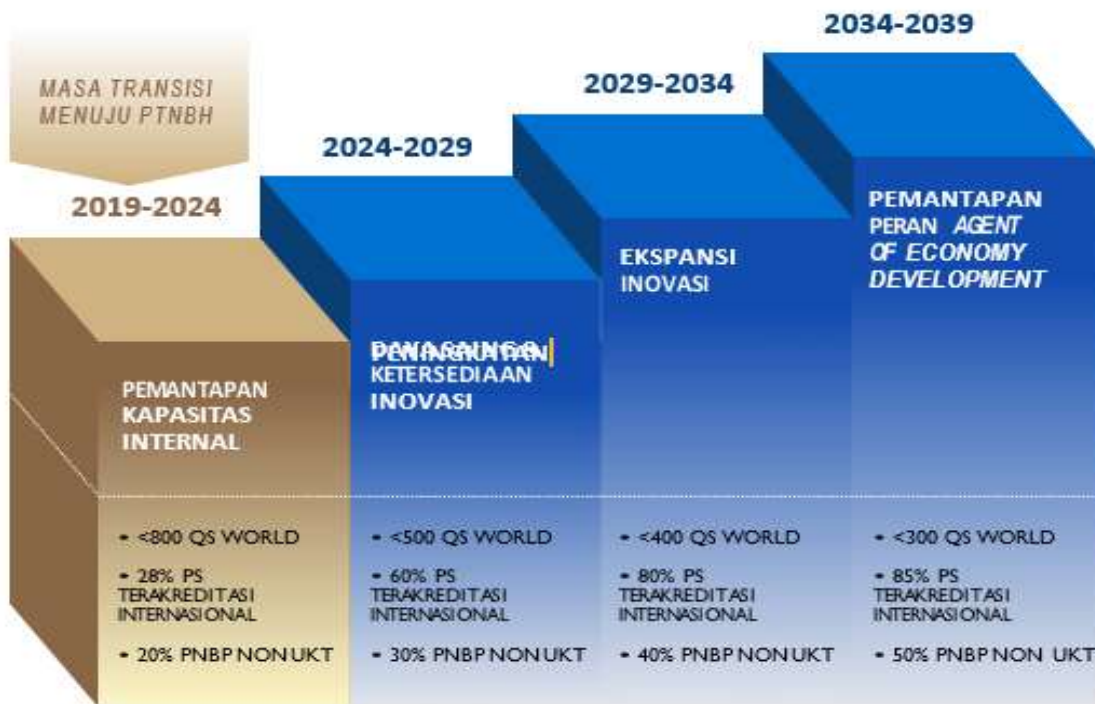 MASA TRANSISI
MENUJU PTNBH
2019-2024
PEMANTAPAN
KAPASITAS
INTERNAL
• <800 QS WORLD
• 28% PS
TERAKREDITASI
INTERNASIONAL
• 20% PNBP NON UKT
2024-2029
PENINGKATAN
DAYA SAING &
KETERSEDIAAN
INOVASI
• <500 QS WORLD
• 60% PS
TERAKREDITASI
INTERNASIONAL
• 30% PNBP NON UKT
2029-2034
EKSPANSI
INOVASI
• <400 QS WORLD
• 80% PS
TERAKREDITASI
INTERNASIONAL
• 40% PNBP NON UKT
2034-2039
PEMANTAPAN
PERAN AGENT
OF ECONOMY
DEVELOPMENT
• <300 QS WORLD
• 85% PS
TERAKREDITASI
INTERNASIONAL
• 50% PNBP NON UKT